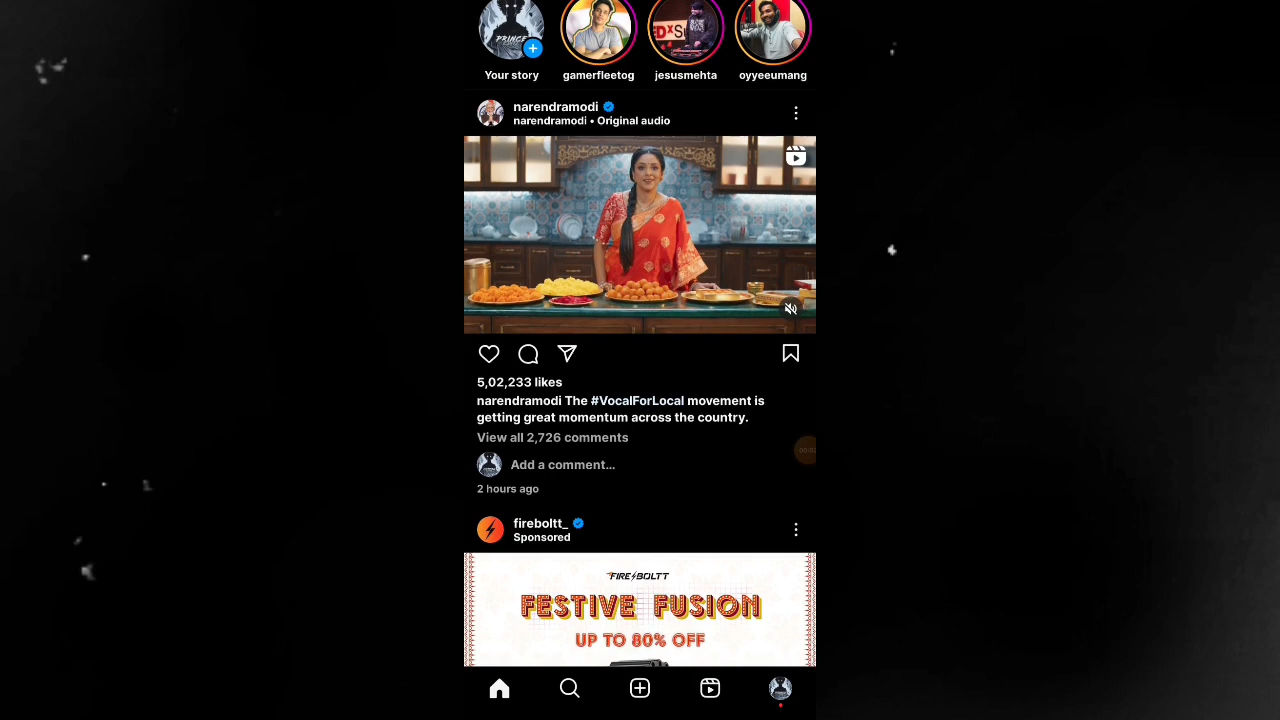 PRINCE
DxS
Your story
gamerfleetog
jesusmehta
oyyeeumang
narendramodi
narendramodi • Original audio
5,02,233 likes
narendramodi The #VocalForLocal movement is
getting great momentum across the country.
View all 2,726 comments
Add a comment...
2 hours ago
fireboltt_
Sponsored
FIRE BOLTT
FESTIVE FUSION
UP TO 80% OFF